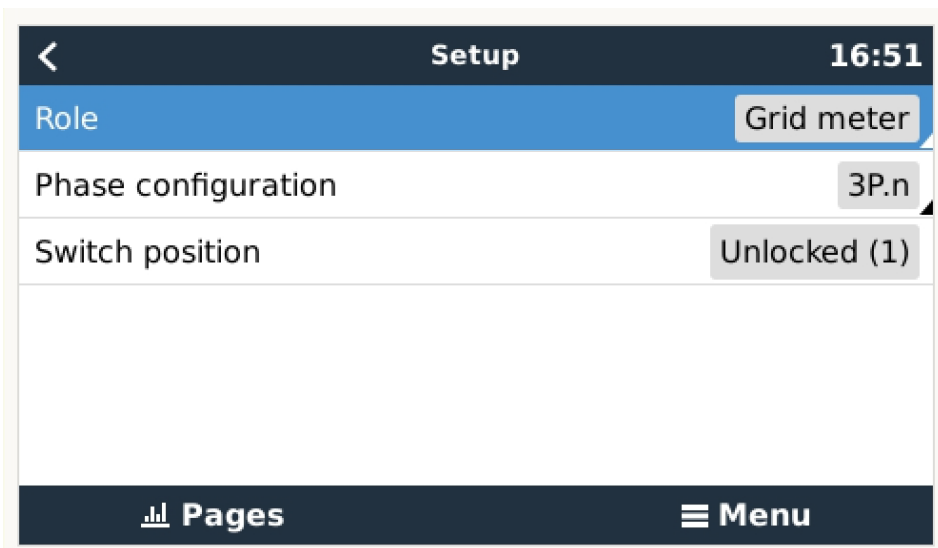 Setup 16:51
Role Grid meter
Phase configuration 3P.n
Switch position Unlocked (1)
Pages Menu